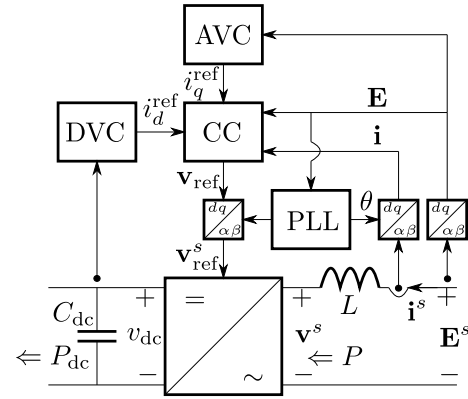 AVC
i_q^ref
E
i_d^ref
DVC
CC
i
v_ref
dq
αβ
PLL
θ
dq
αβ
dq
αβ
v_ref^s
+
=
+
L
i^s
+
C_dc
v_dc
v^s
E^s
⇐ P_dc
⇐ P
−
∼
−
−